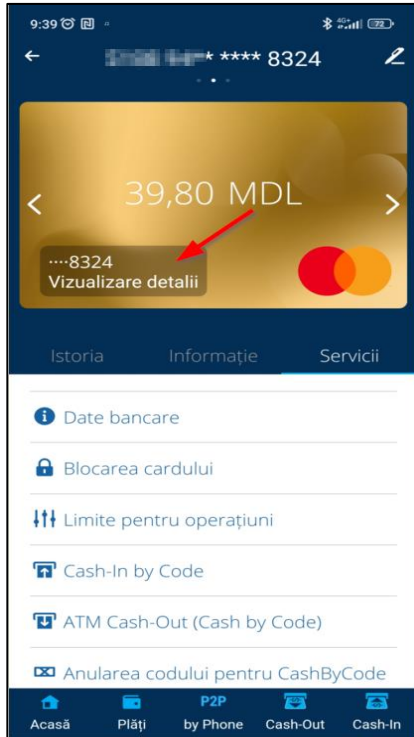 9:39
4G+
72
* **** 8324
39,80 MDL
····8324
Vizualizare detalii
Istoria
Informație
Servicii
Date bancare
Blocarea cardului
Limite pentru operațiuni
Cash-In by Code
ATM Cash-Out (Cash by Code)
Anularea codului pentru CashByCode
P2P
Acasă
Plăți
by Phone
Cash-Out
Cash-In